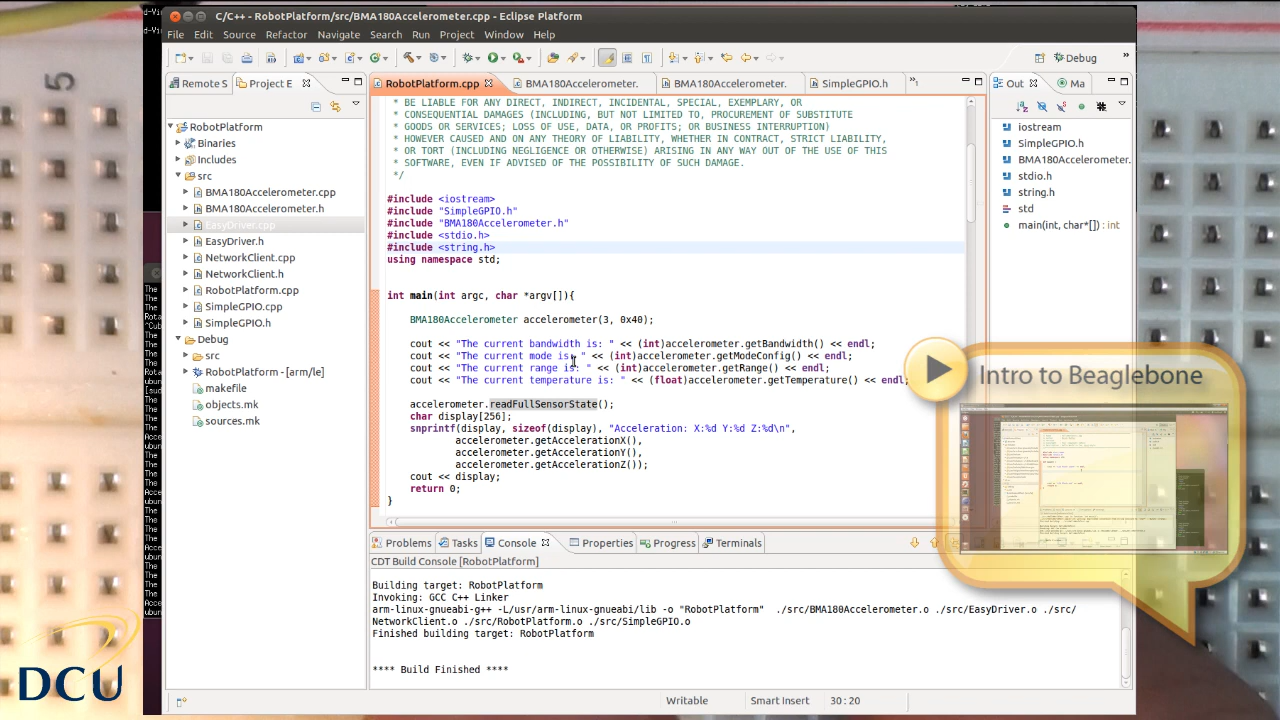 C/C++ - RobotPlatform/src/BMA180Accelerometer.cpp - Eclipse Platform
File Edit Source Refactor Navigate Search Run Project Window Help
Debug
Remote S
Project E
RobotPlatform
Binaries
Includes
src
BMA180Accelerometer.cpp
BMA180Accelerometer.h
EasyDriver.cpp
EasyDriver.h
NetworkClient.cpp
NetworkClient.h
RobotPlatform.cpp
SimpleGPIO.cpp
SimpleGPIO.h
Debug
src
RobotPlatform - [arm/le]
makefile
objects.mk
sources.mk
RobotPlatform.cpp
BMA180Accelerometer.
BMA180Accelerometer.
SimpleGPIO.h
* BE LIABLE FOR ANY DIRECT, INDIRECT, INCIDENTAL, SPECIAL, EXEMPLARY, OR
* CONSEQUENTIAL DAMAGES (INCLUDING, BUT NOT LIMITED TO, PROCUREMENT OF SUBSTITUTE
* GOODS OR SERVICES; LOSS OF USE, DATA, OR PROFITS; OR BUSINESS INTERRUPTION)
* HOWEVER CAUSED AND ON ANY THEORY OF LIABILITY, WHETHER IN CONTRACT, STRICT LIABILITY,
* OR TORT (INCLUDING NEGLIGENCE OR OTHERWISE) ARISING IN ANY WAY OUT OF THE USE OF THIS
* SOFTWARE, EVEN IF ADVISED OF THE POSSIBILITY OF SUCH DAMAGE.
*/
#include <iostream>
#include "SimpleGPIO.h"
#include "BMA180Accelerometer.h"
#include <stdio.h>
#include <string.h>
using namespace std;
int main(int argc, char *argv[]){
BMA180Accelerometer accelerometer(3, 0x40);
cout << "The current bandwidth is: " << (int)accelerometer.getBandwidth() << endl;
cout << "The current mode is: " << (int)accelerometer.getModeConfig() << endl;
cout << "The current range is: " << (int)accelerometer.getRange() << endl;
cout << "The current temperature is: " << (float)accelerometer.getTemperature() << endl;
accelerometer.readFullSensorState();
char display[256];
snprintf(display, sizeof(display), "Acceleration: X:%d Y:%d Z:%d\n",
accelerometer.getAccelerationX(),
accelerometer.getAccelerationY(),
accelerometer.getAccelerationZ());
cout << display;
return 0;
}
Out
Ma
iostream
SimpleGPIO.h
BMA180Accelerometer.
stdio.h
string.h
std
main(int, char*[]) : int
Intro to Beaglebone
Problems Tasks Console Properties Progress Terminals
CDT Build Console [RobotPlatform]
Building target: RobotPlatform
Invoking: GCC C++ Linker
arm-linux-gnueabi-g++ -L/usr/arm-linux-gnueabi/lib -o "RobotPlatform" ./src/BMA180Accelerometer.o ./src/EasyDriver.o ./src/
NetworkClient.o ./src/RobotPlatform.o ./src/SimpleGPIO.o
Finished building target: RobotPlatform
**** Build Finished ****
Writable
Smart Insert
30 : 20
DCU